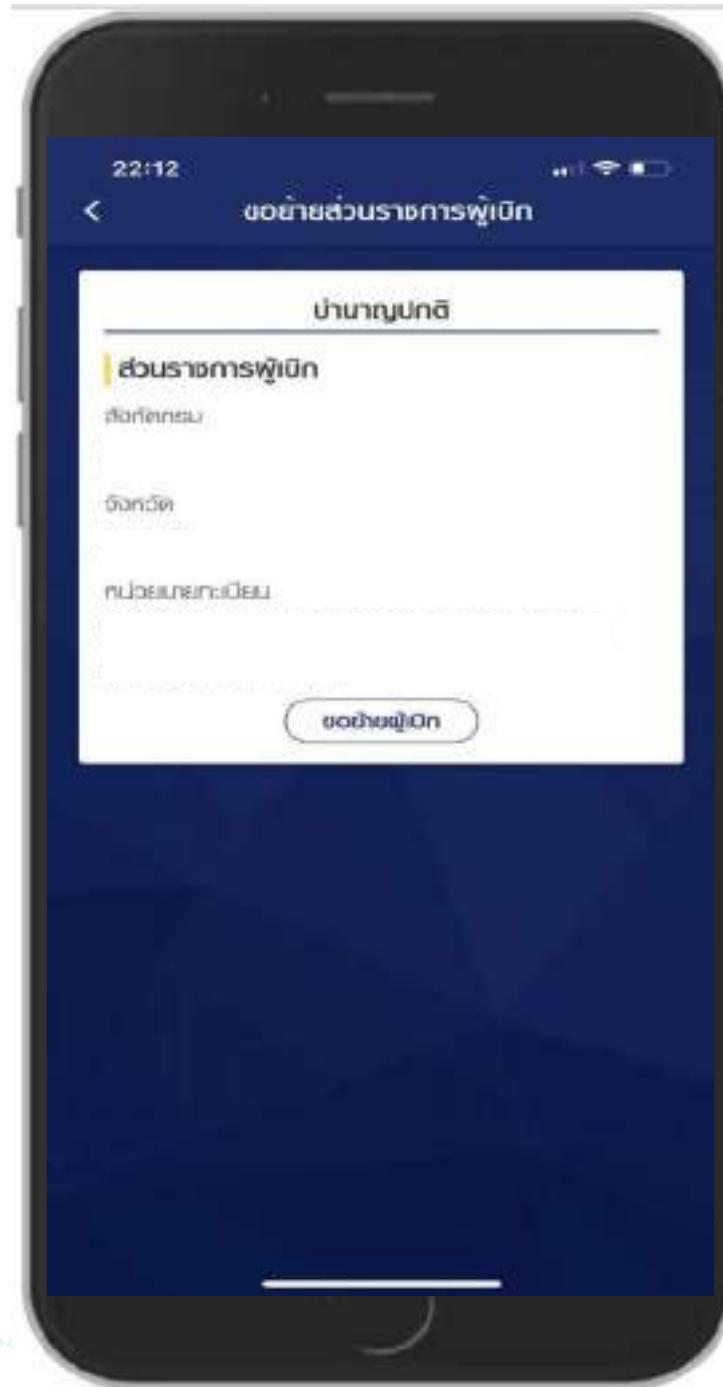 22:12
ขอย้ายส่วนราชการผู้เบิก
บำนาญปกติ
ส่วนราชการผู้เบิก
สังกัดกรม
จังหวัด
หน่วยนายทะเบียน
ขอย้ายผู้เบิก